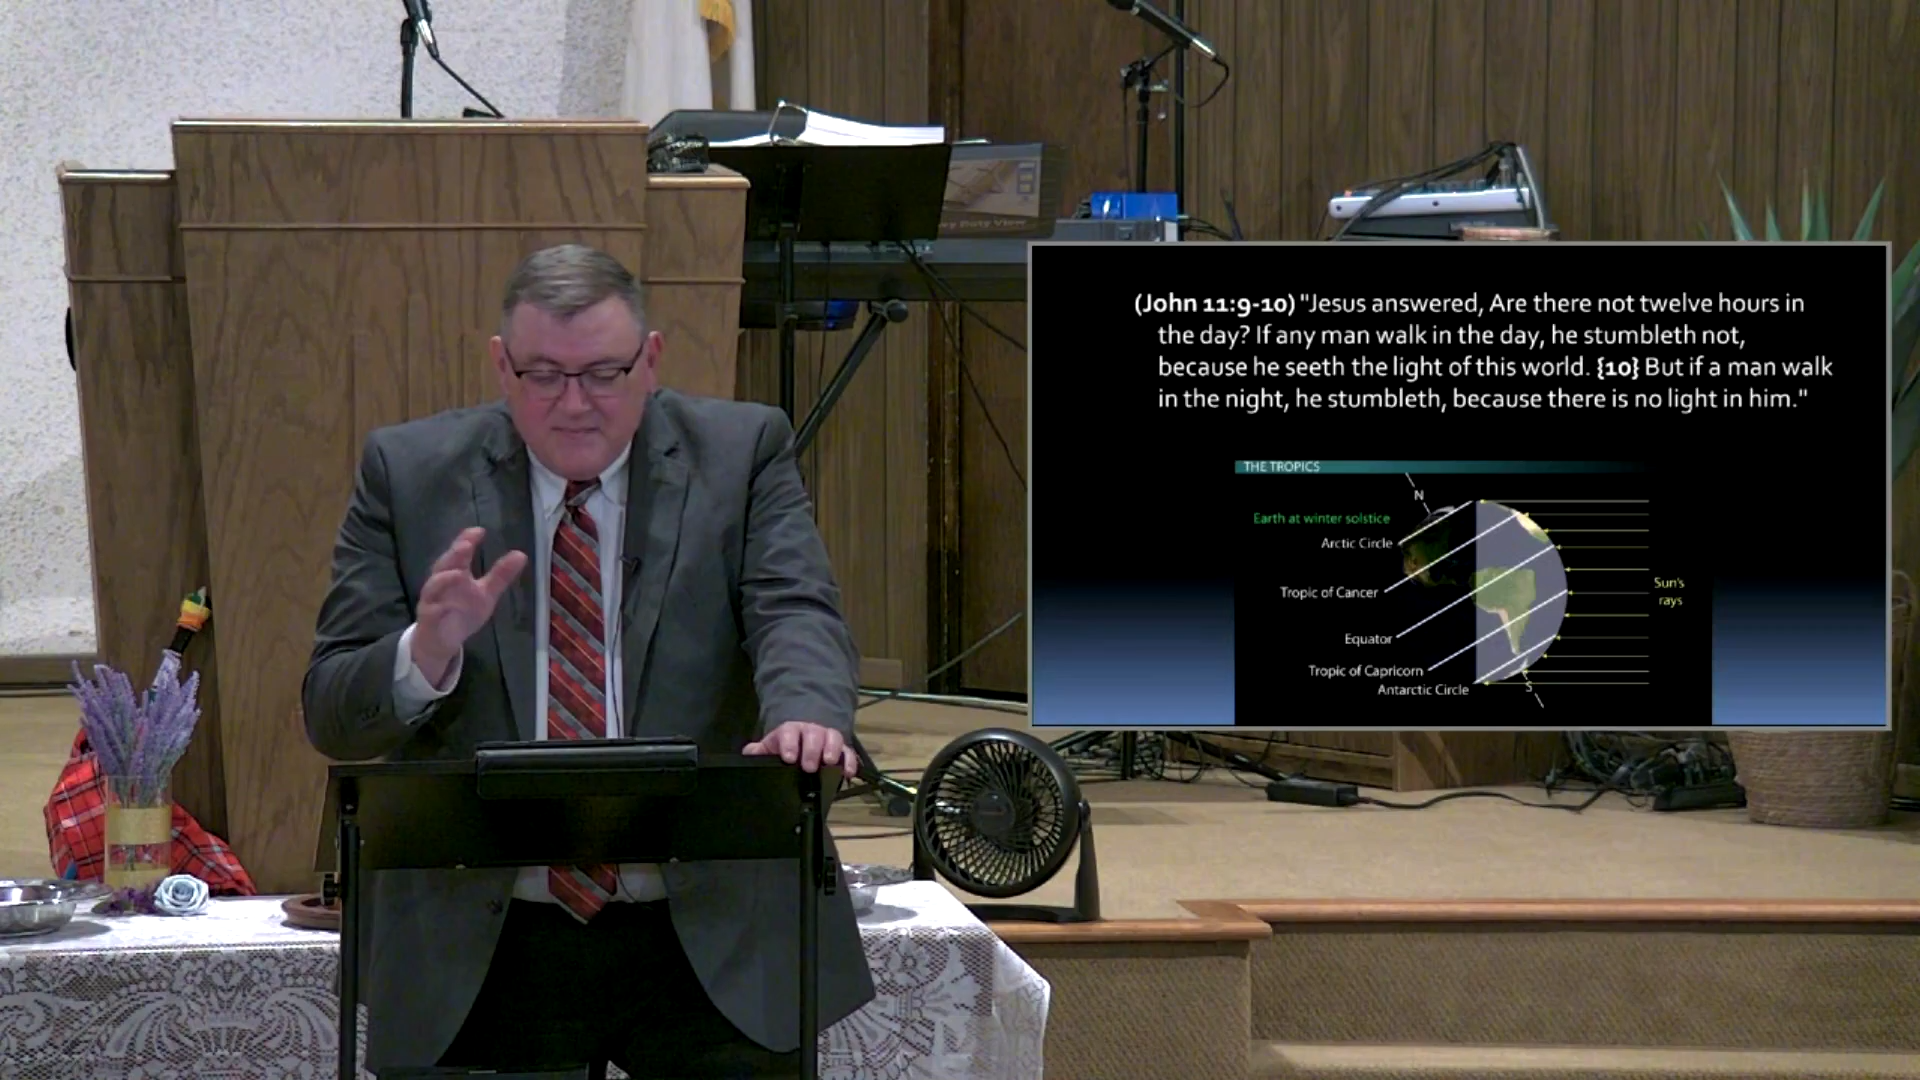 (John 11:9-10) "Jesus answered, Are there not twelve hours in
the day? If any man walk in the day, he stumbleth not,
because he seeth the light of this world. {10} But if a man walk
in the night, he stumbleth, because there is no light in him."
THE TROPICS
N
Earth at winter solstice
Arctic Circle
Tropic of Cancer
Sun's
rays
Equator
Tropic of Capricorn
Antarctic Circle
S